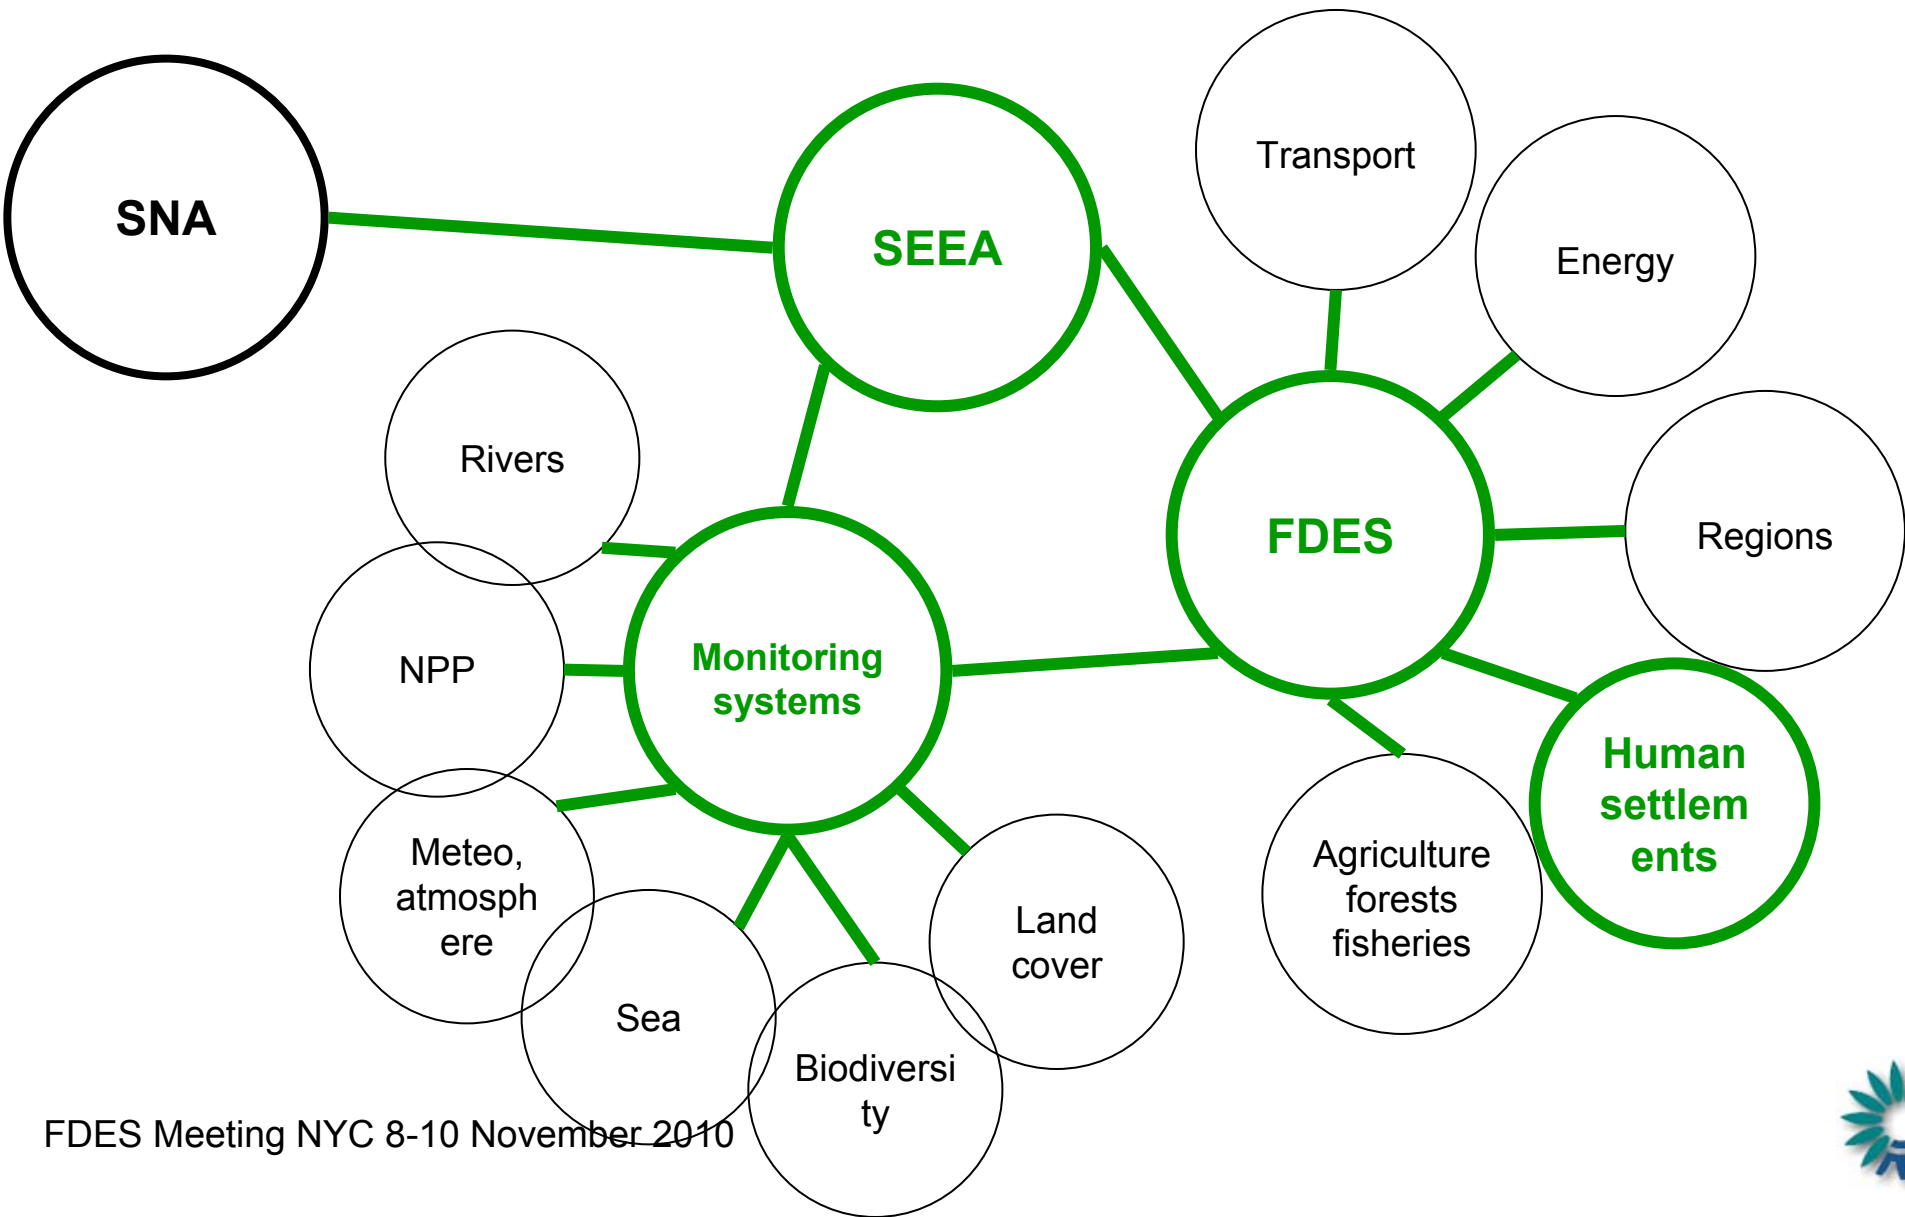 SNA
SEEA
Transport
Energy
Rivers
FDES
Regions
NPP
Monitoring
systems
Human
settlem
ents
Meteo,
atmosph
ere
Agriculture
forests
fisheries
Land
cover
Sea
Biodiversi
ty
FDES Meeting NYC 8-10 November 2010